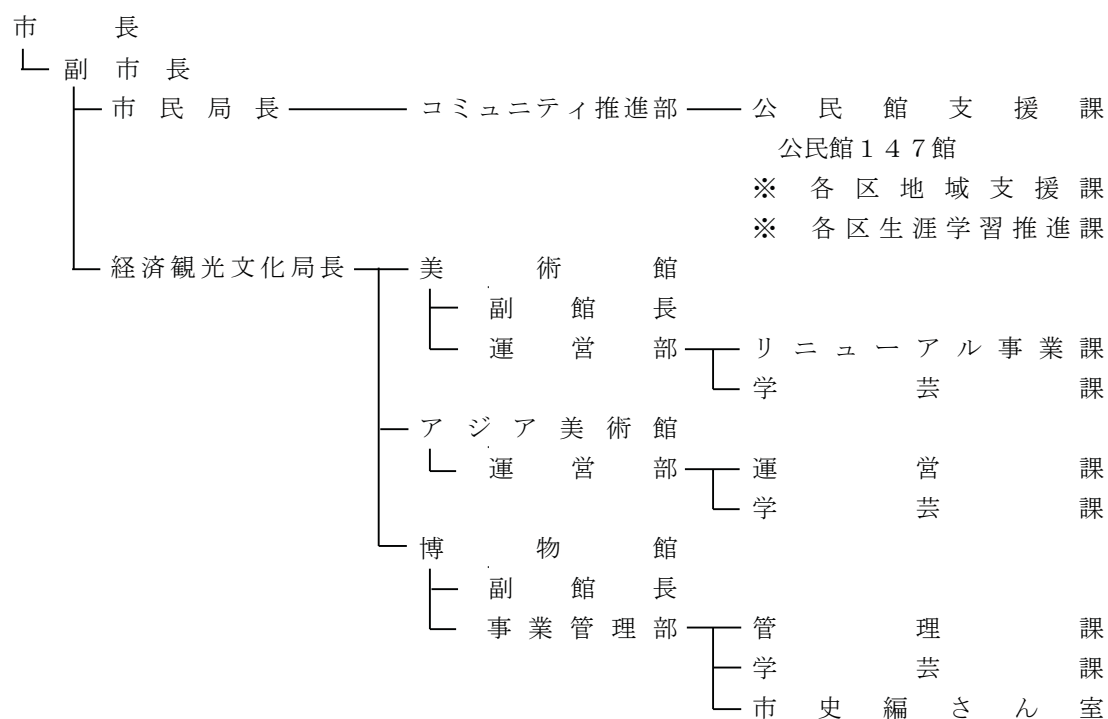 市長
副市長
市民局長 コミュニティ推進部 公民館支援課
公民館１４７館
※ 各区地域支援課
※ 各区生涯学習推進課
経済観光文化局長 美術館
副館長
運営部 リニューアル事業課
学芸課
アジア美術館
運営部 運営課
学芸課
博物館
副館長
事業管理部 管理課
学芸課
市史編さん室